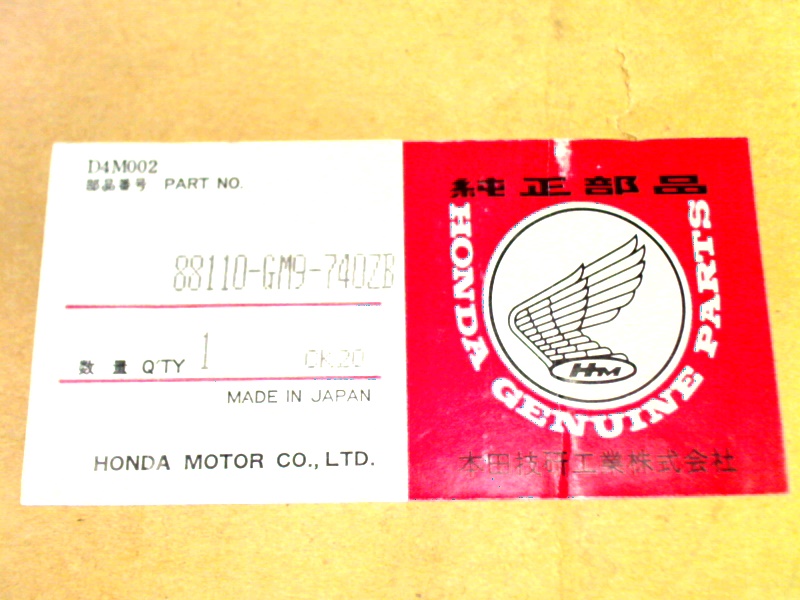 D4M002
部品番号 PART NO.
88110-GM9-740ZB
数量 Q'TY 1 CK20
MADE IN JAPAN
HONDA MOTOR CO., LTD.
純正部品
HONDA GENUINE PARTS
HM
本田技研工業株式会社